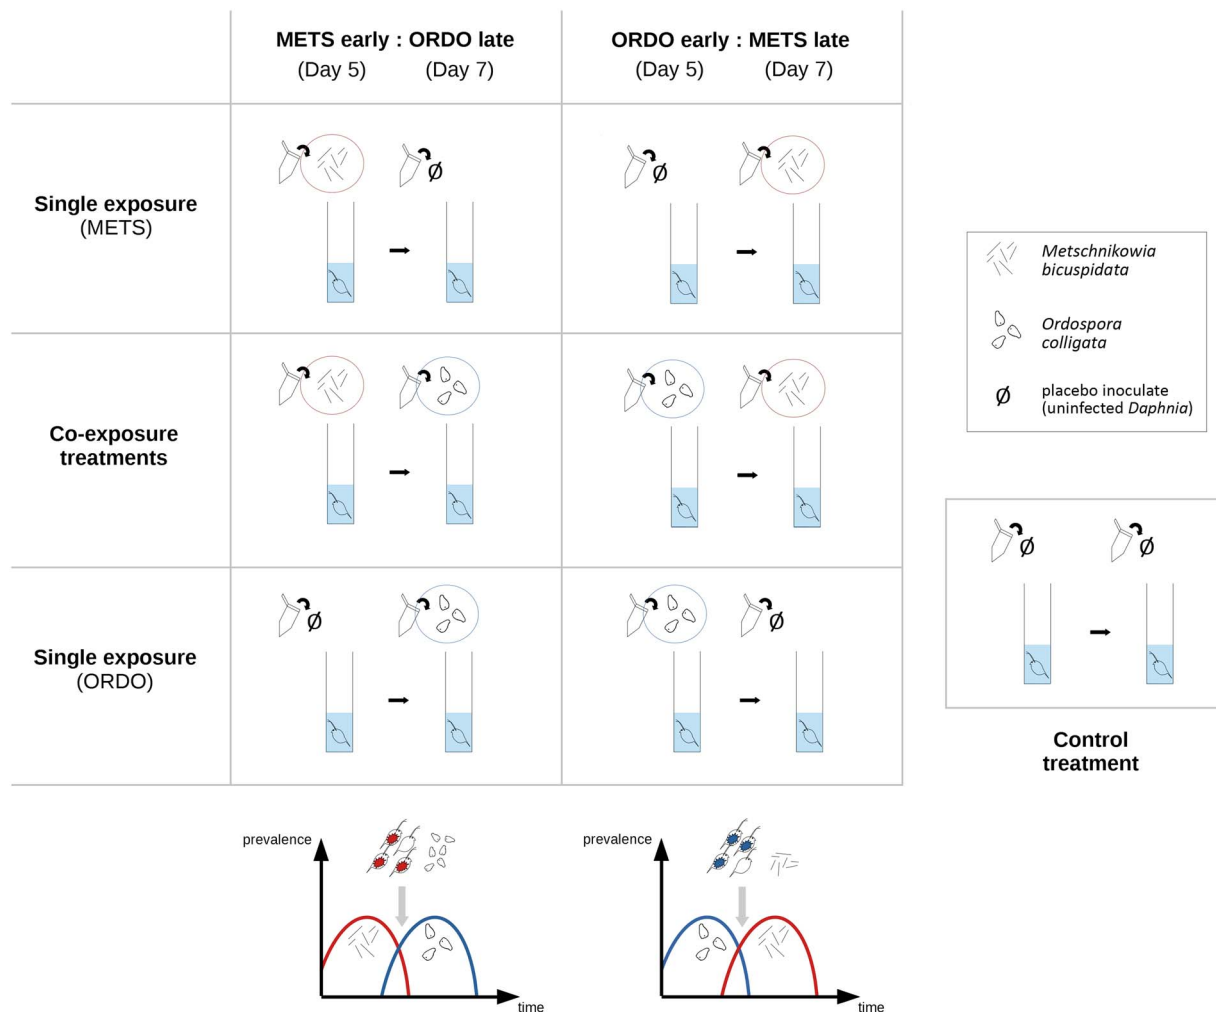 METS early : ORDO late
(Day 5) (Day 7)
ORDO early : METS late
(Day 5) (Day 7)
Single exposure
(METS)
Ø
Ø
Co-exposure
treatments
Single exposure
(ORDO)
Ø
Ø
Metschnikowia
bicuspidata
Ordospora
colligata
Ø placebo inoculate
(uninfected Daphnia)
Ø Ø
Control
treatment
prevalence
time
prevalence
time